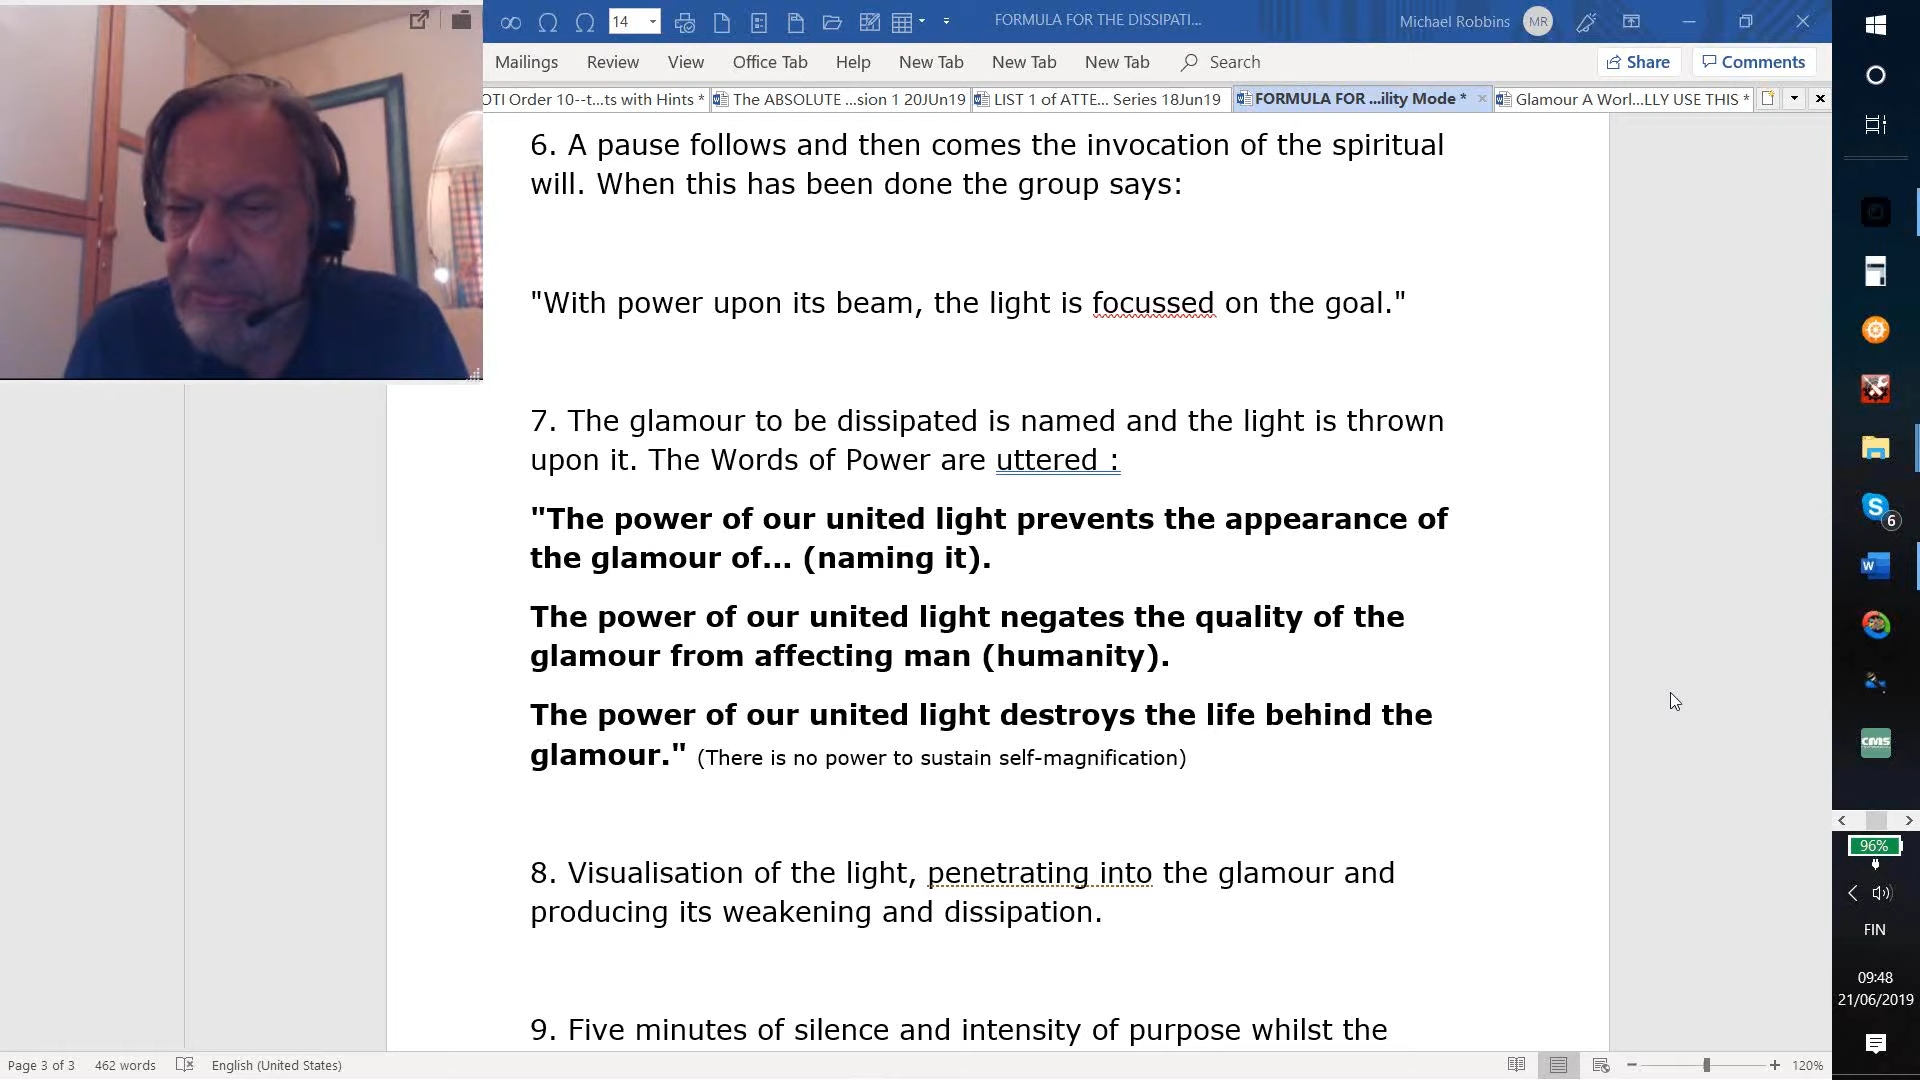 14
FORMULA FOR THE DISSIPATI...
Michael Robbins
MR
Mailings Review View Office Tab Help New Tab New Tab New Tab Search
Share Comments
OTI Order 10--t...ts with Hints * The ABSOLUTE ...sion 1 20JUn19 LIST 1 of ATTE... Series 18Jun19 FORMULA FOR ...ility Mode * Glamour A Worl...LLY USE THIS *
6. A pause follows and then comes the invocation of the spiritual
will. When this has been done the group says:
"With power upon its beam, the light is focussed on the goal."
7. The glamour to be dissipated is named and the light is thrown
upon it. The Words of Power are uttered :
"The power of our united light prevents the appearance of
the glamour of... (naming it).
The power of our united light negates the quality of the
glamour from affecting man (humanity).
The power of our united light destroys the life behind the
glamour." (There is no power to sustain self-magnification)
8. Visualisation of the light, penetrating into the glamour and
producing its weakening and dissipation.
9. Five minutes of silence and intensity of purpose whilst the
Page 3 of 3 462 words English (United States) 120%
S
6
W
CMS
96%
FIN
09:48
21/06/2019